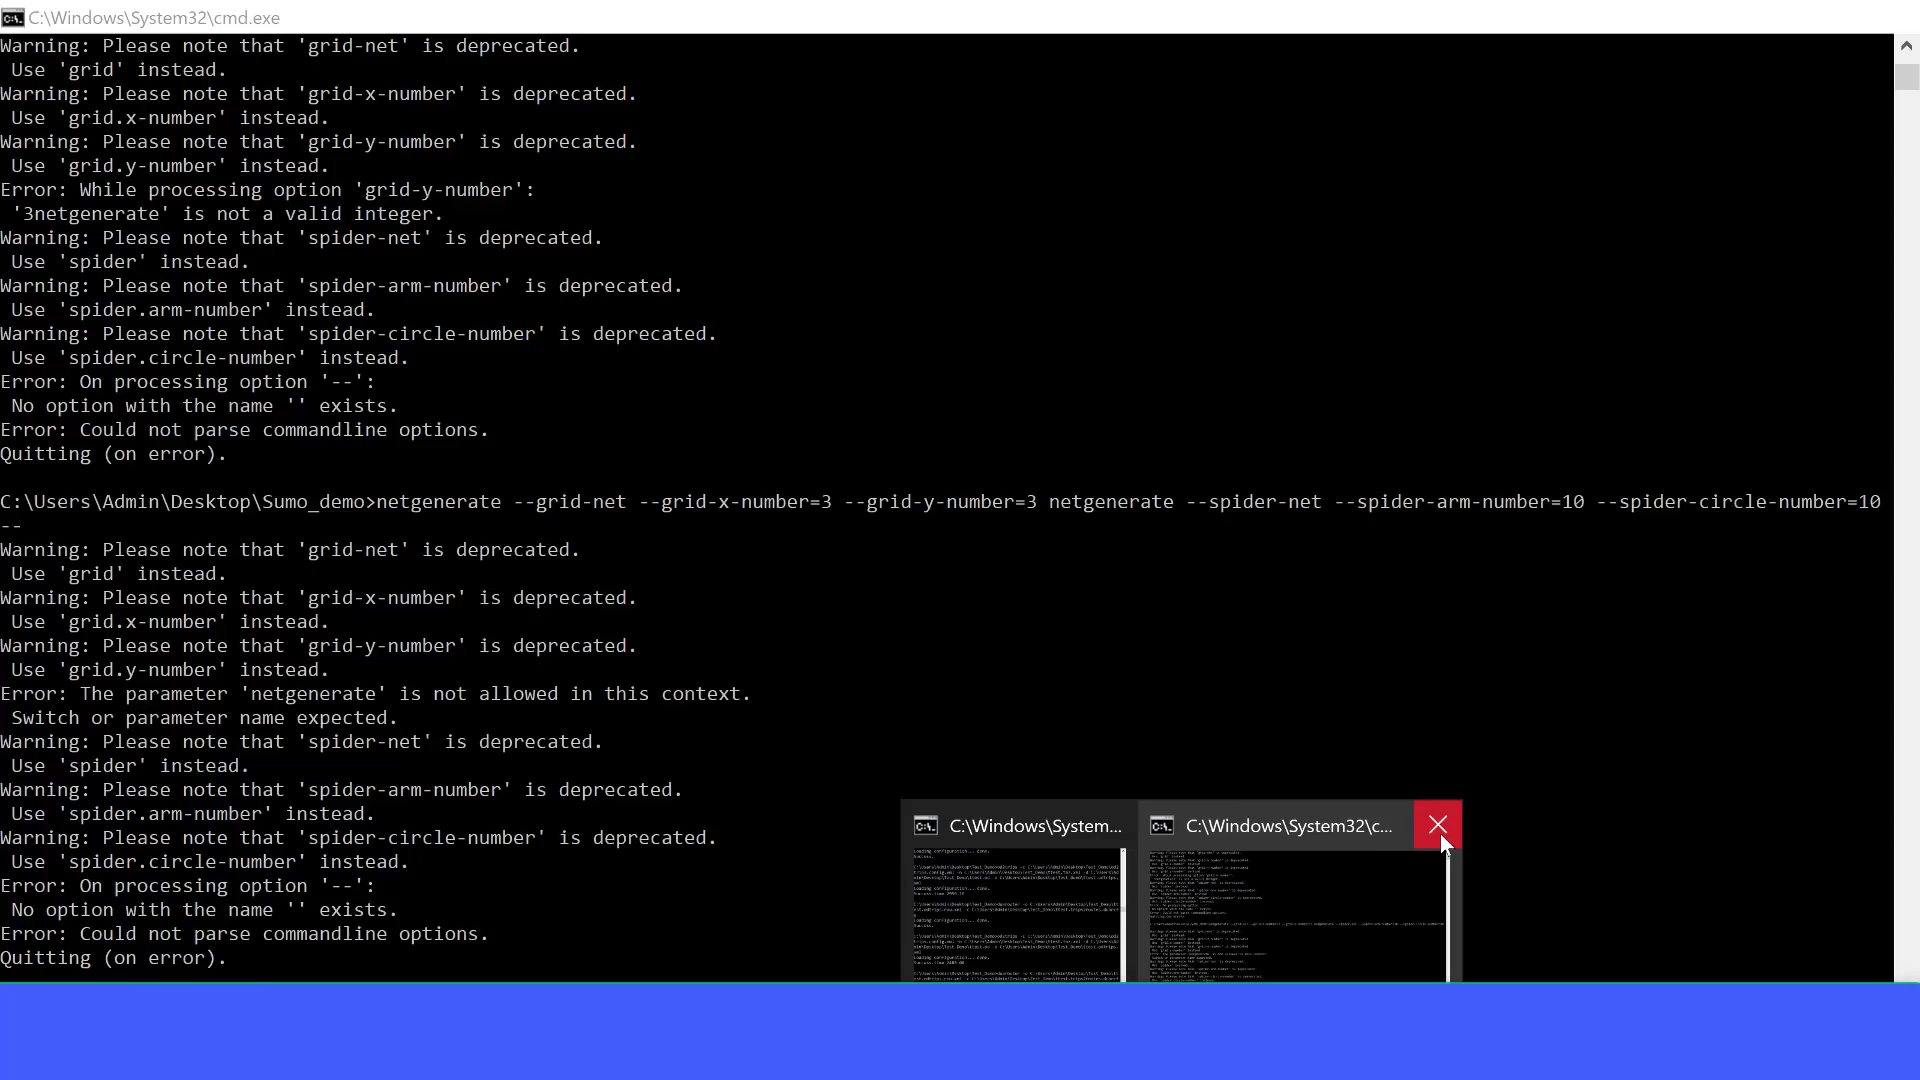 C:\Windows\System32\cmd.exe
Warning: Please note that 'grid-net' is deprecated.
Use 'grid' instead.
Warning: Please note that 'grid-x-number' is deprecated.
Use 'grid.x-number' instead.
Warning: Please note that 'grid-y-number' is deprecated.
Use 'grid.y-number' instead.
Error: While processing option 'grid-y-number':
'3netgenerate' is not a valid integer.
Warning: Please note that 'spider-net' is deprecated.
Use 'spider' instead.
Warning: Please note that 'spider-arm-number' is deprecated.
Use 'spider.arm-number' instead.
Warning: Please note that 'spider-circle-number' is deprecated.
Use 'spider.circle-number' instead.
Error: On processing option '--':
No option with the name '' exists.
Error: Could not parse commandline options.
Quitting (on error).
C:\Users\Admin\Desktop\Sumo_demo>netgenerate --grid-net --grid-x-number=3 --grid-y-number=3 netgenerate --spider-net --spider-arm-number=10 --spider-circle-number=10
--
Warning: Please note that 'grid-net' is deprecated.
Use 'grid' instead.
Warning: Please note that 'grid-x-number' is deprecated.
Use 'grid.x-number' instead.
Warning: Please note that 'grid-y-number' is deprecated.
Use 'grid.y-number' instead.
Error: The parameter 'netgenerate' is not allowed in this context.
Switch or parameter name expected.
Warning: Please note that 'spider-net' is deprecated.
Use 'spider' instead.
Warning: Please note that 'spider-arm-number' is deprecated.
Use 'spider.arm-number' instead.
Warning: Please note that 'spider-circle-number' is deprecated.
Use 'spider.circle-number' instead.
Error: On processing option '--':
No option with the name '' exists.
Error: Could not parse commandline options.
Quitting (on error).
C:\Windows\System...
C:\Windows\System32\c...